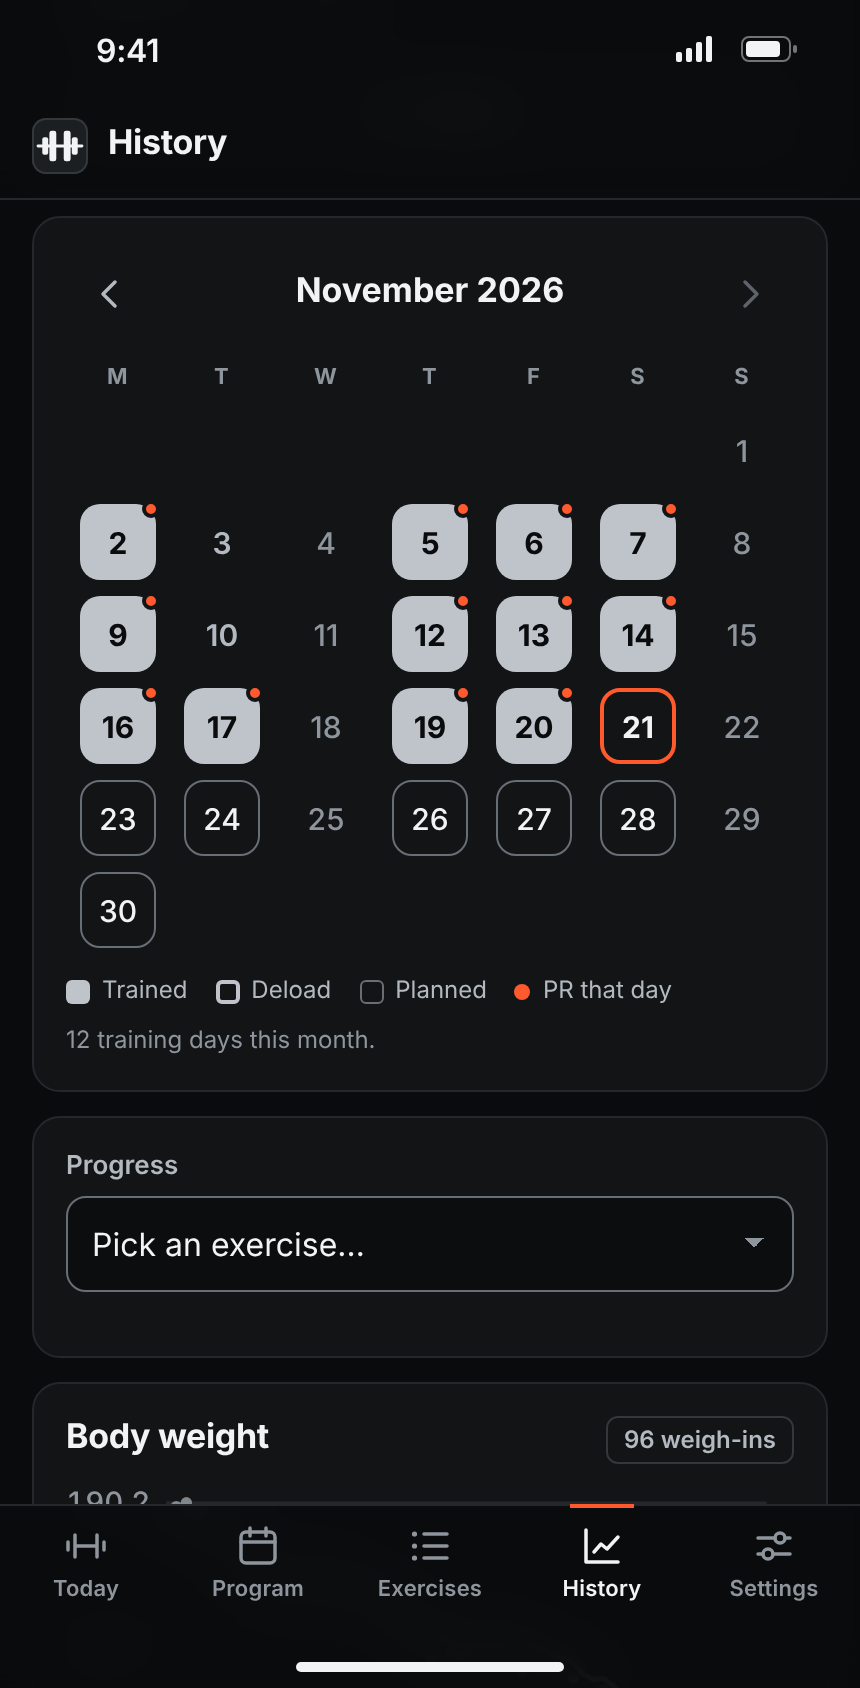 9:41
History
November 2026
M T W T F S S
1
2 3 4 5 6 7 8
9 10 11 12 13 14 15
16 17 18 19 20 21 22
23 24 25 26 27 28 29
30
Trained Deload Planned PR that day
12 training days this month.
Progress
Pick an exercise...
Body weight 96 weigh-ins
190.2
Today Program Exercises History Settings